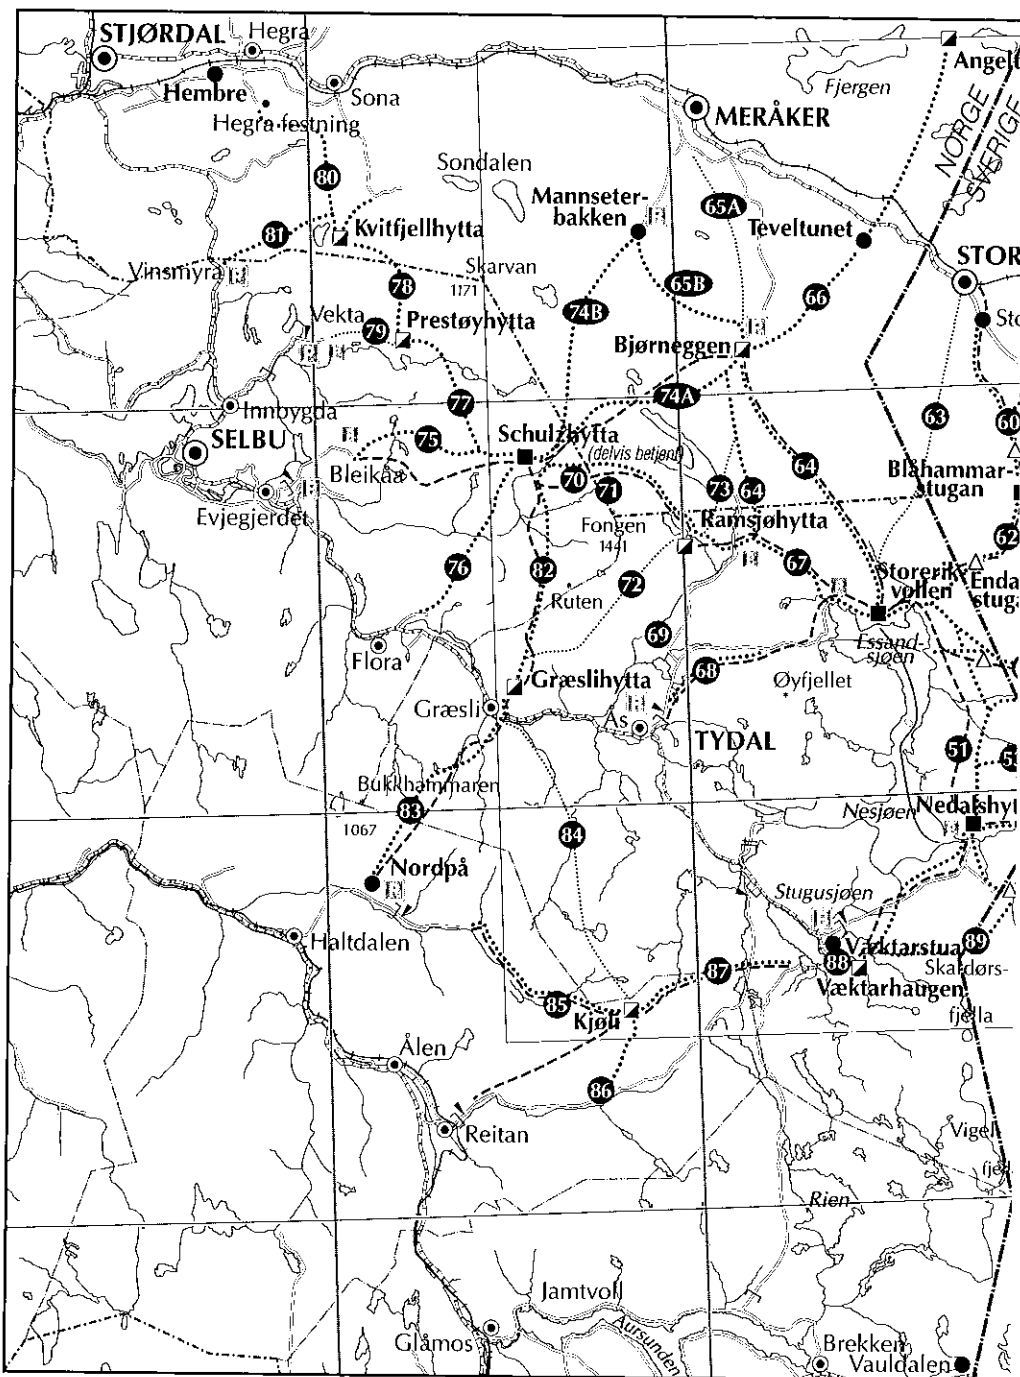 STJØRDAL
Hegra
Hembre
Sona
Hegra festning
Fjergen
NORGE
SVERIGE
MERÅKER
Sondalen
Mannseter-
bakken
65A
Teveltunet
80
81
Kvitfjellhytta
Vinsmyra
78
Skarvan
1171
65B
66
74B
Vekta
79
Prestøyhytta
Bjørneggen
77
74A
63
60
Innbygda
SELBU
75
Schulzhytta
(delvis betjent)
64
Bleikåa
Blåhammar-
stugan
70
71
73
64
Evjegjerdet
Fongen
1441
Ramsjøhytta
62
76
82
72
67
Storerik-
vollen
Ruten
69
Essand-
sjøen
Flora
68
Øyfjellet
Græslihytta
Græsli
Ås
TYDAL
51
Bukkhammaren
83
1067
84
Nesjøen
Nordpå
Stugusjøen
Haltdalen
Væktarstua
89
87
88
Væktarhaugen
Skardørs-
fjella
85
Kjøli
Ålen
86
Reitan
Rien
Jamtvoll
Aursunden
Glåmos
Brekken
Vauldalen